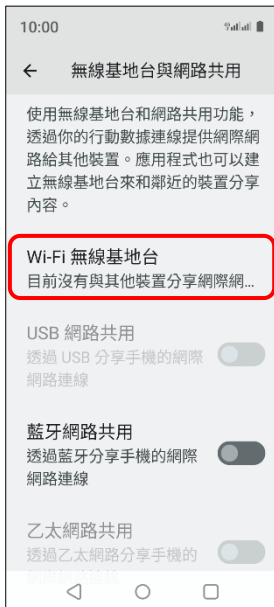 10:00
無線基地台與網路共用
使用無線基地台和網路共用功能，
透過你的行動數據連線提供網際網
路給其他裝置。應用程式也可以建
立無線基地台來和鄰近的裝置分享
內容。
Wi-Fi 無線基地台
目前沒有與其他裝置分享網際網...
USB 網路共用
透過 USB 分享手機的網際
網路連線
藍牙網路共用
透過藍牙分享手機的網際
網路連線
乙太網路共用
透過乙太網路分享手機的